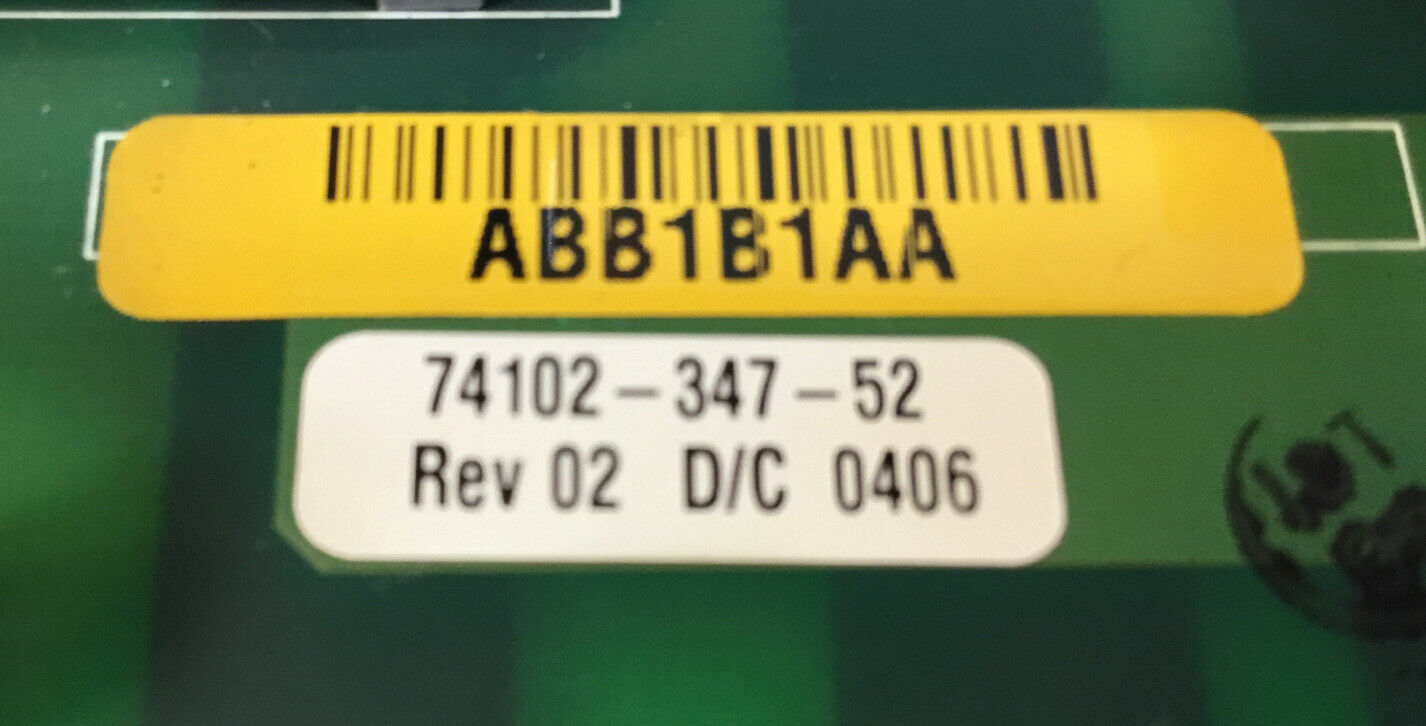 ABB1B1AA
74102-347-52
Rev 02 D/C 0406